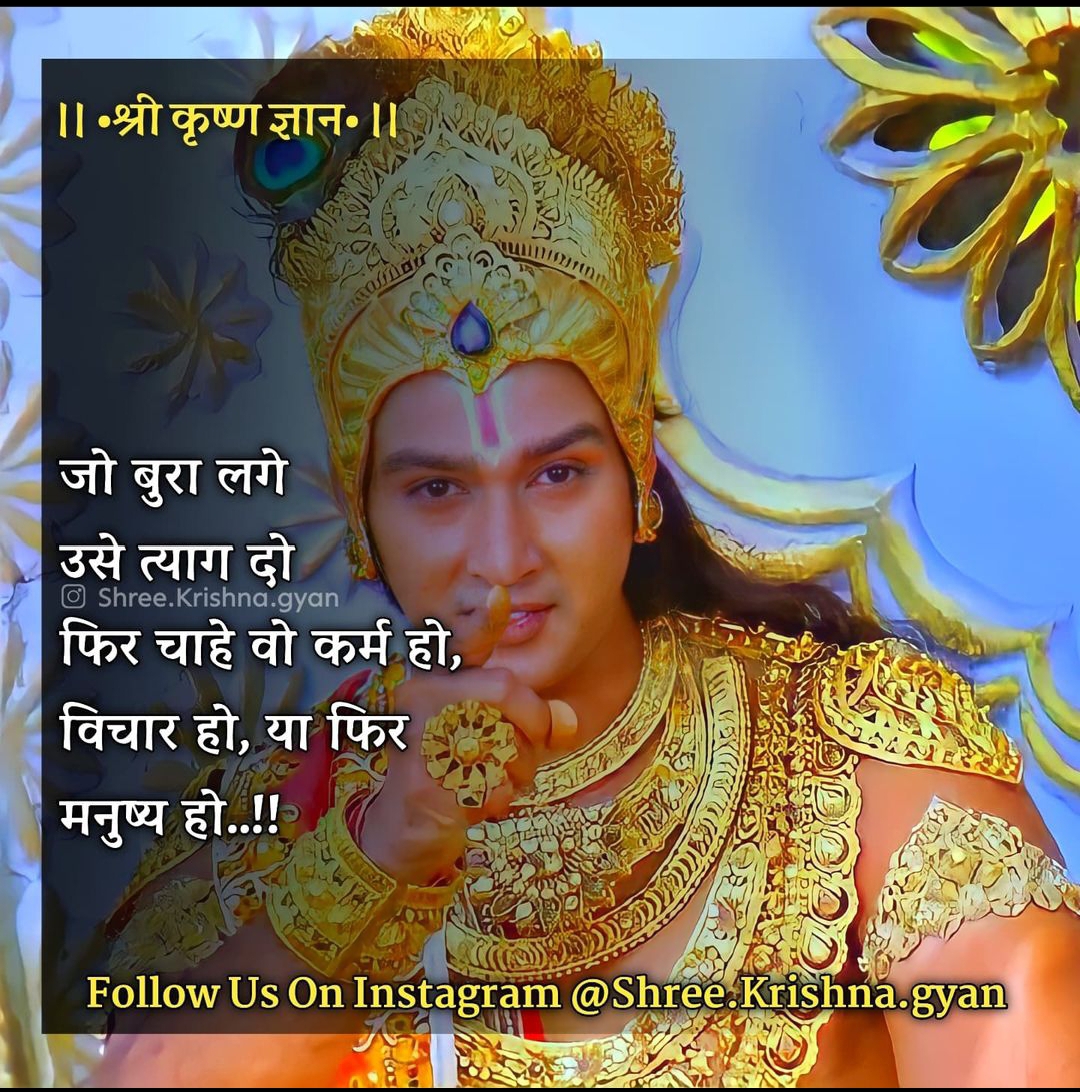 ।। •श्री कृष्ण ज्ञान• ।।
जो बुरा लगे
उसे त्याग दो
Shree.Krishna.gyan
फिर चाहे वो कर्म हो,
विचार हो, या फिर
मनुष्य हो..!!
Follow Us On Instagram @Shree.Krishna.gyan